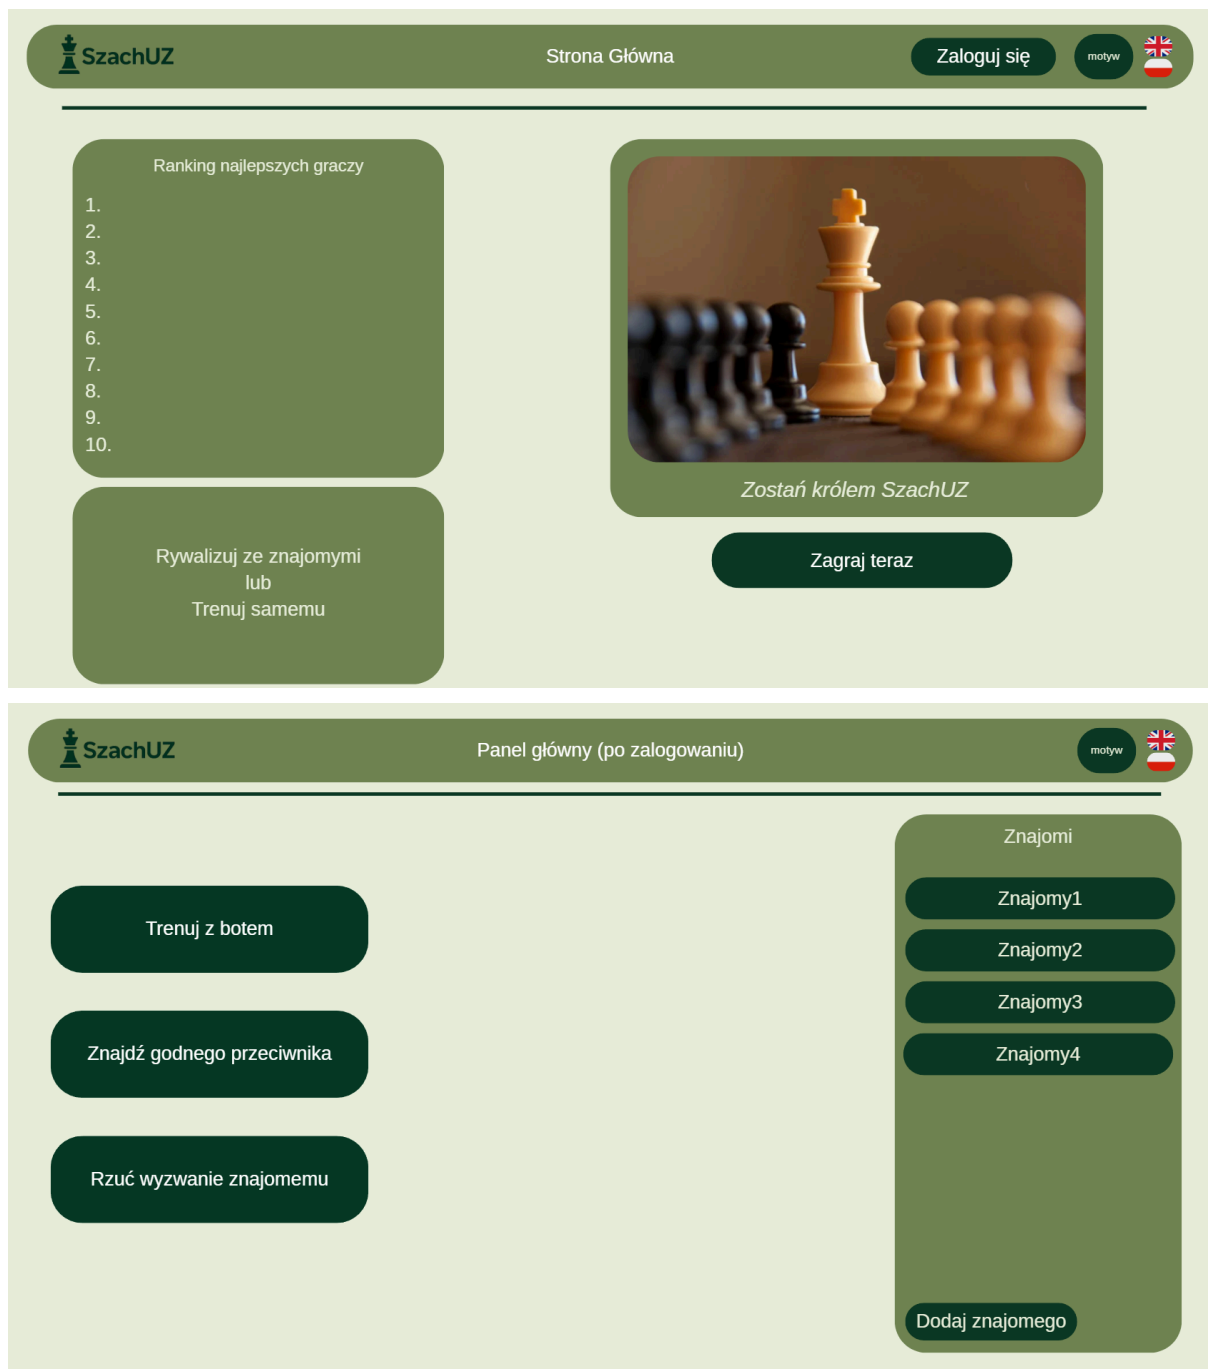 SzachUZ
Strona Główna
Zaloguj się
motyw
Ranking najlepszych graczy
1.
2.
3.
4.
5.
6.
7.
8.
9.
10.
Rywalizuj ze znajomymi
lub
Trenuj samemu
Zostań królem SzachUZ
Zagraj teraz
SzachUZ
Panel główny (po zalogowaniu)
motyw
Trenuj z botem
Znajdź godnego przeciwnika
Rzuć wyzwanie znajomemu
Znajomi
Znajomy1
Znajomy2
Znajomy3
Znajomy4
Dodaj znajomego